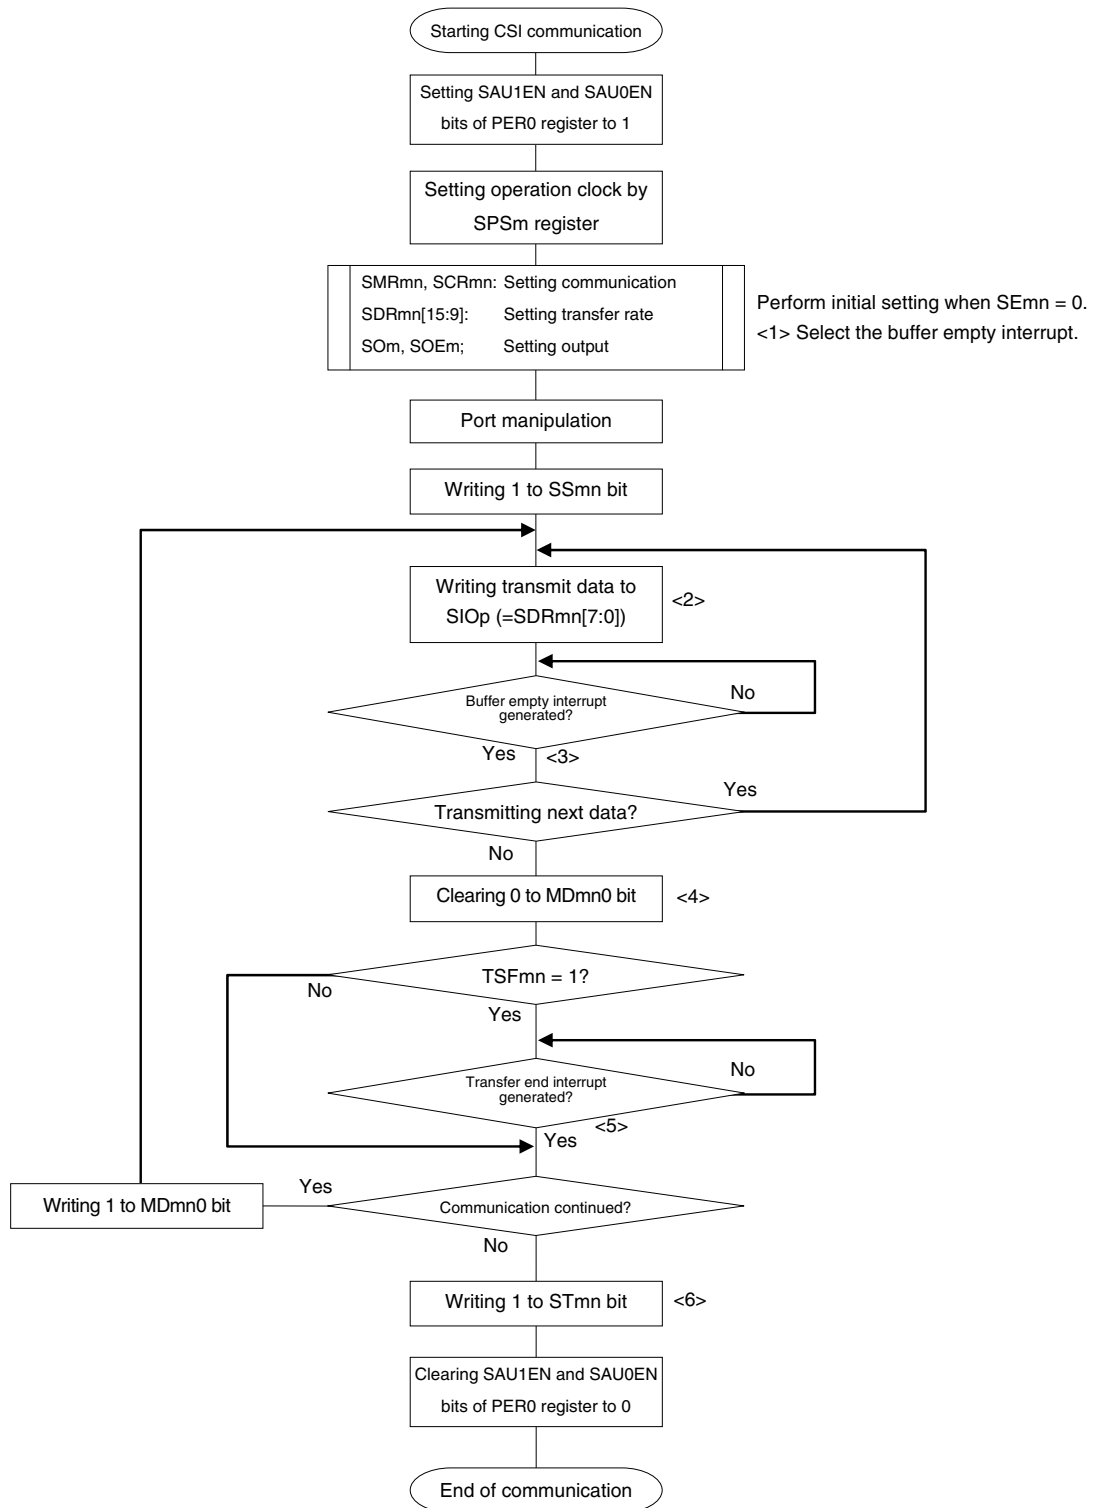 Starting CSI communication
Setting SAU1EN and SAU0EN
bits of PER0 register to 1
Setting operation clock by
SPSm register
SMRmn, SCRmn: Setting communication
SDRmn[15:9]: Setting transfer rate
SOm, SOEm; Setting output
Perform initial setting when SEmn = 0.
<1> Select the buffer empty interrupt.
Port manipulation
Writing 1 to SSmn bit
Writing transmit data to
SIOp (=SDRmn[7:0])
<2>
Buffer empty interrupt
generated?
No
Yes
<3>
Transmitting next data?
Yes
No
Clearing 0 to MDmn0 bit
<4>
TSFmn = 1?
No
Yes
Transfer end interrupt
generated?
No
<5>
Yes
Communication continued?
Yes
Writing 1 to MDmn0 bit
No
Writing 1 to STmn bit
<6>
Clearing SAU1EN and SAU0EN
bits of PER0 register to 0
End of communication